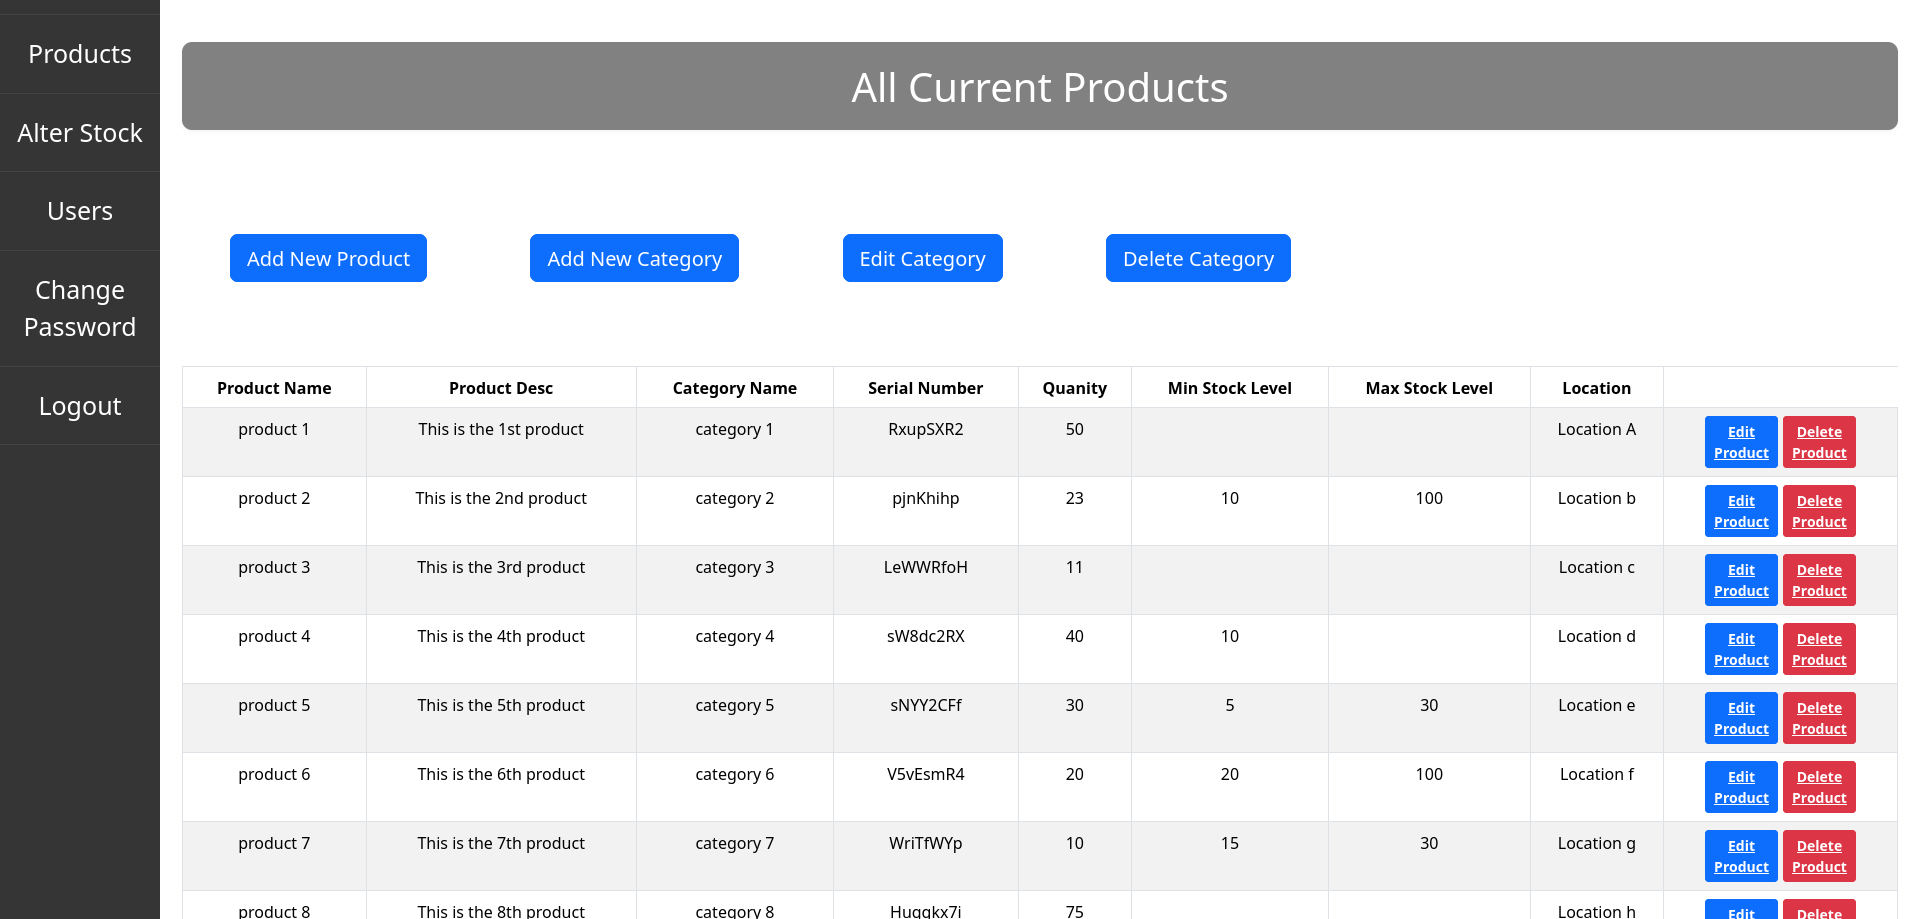 Products
Alter Stock
Users
Change
Password
Logout
All Current Products
Add New Product Add New Category Edit Category Delete Category
Product Name Product Desc Category Name Serial Number Quanity Min Stock Level Max Stock Level Location
product 1 This is the 1st product category 1 RxupSXR2 50 Location A Edit Product Delete Product
product 2 This is the 2nd product category 2 pjnKhihp 23 10 100 Location b Edit Product Delete Product
product 3 This is the 3rd product category 3 LeWWRfoH 11 Location c Edit Product Delete Product
product 4 This is the 4th product category 4 sW8dc2RX 40 10 Location d Edit Product Delete Product
product 5 This is the 5th product category 5 sNYY2CFf 30 5 30 Location e Edit Product Delete Product
product 6 This is the 6th product category 6 V5vEsmR4 20 20 100 Location f Edit Product Delete Product
product 7 This is the 7th product category 7 WriTfWYp 10 15 30 Location g Edit Product Delete Product
product 8 This is the 8th product category 8 75 Location h Edit Delete